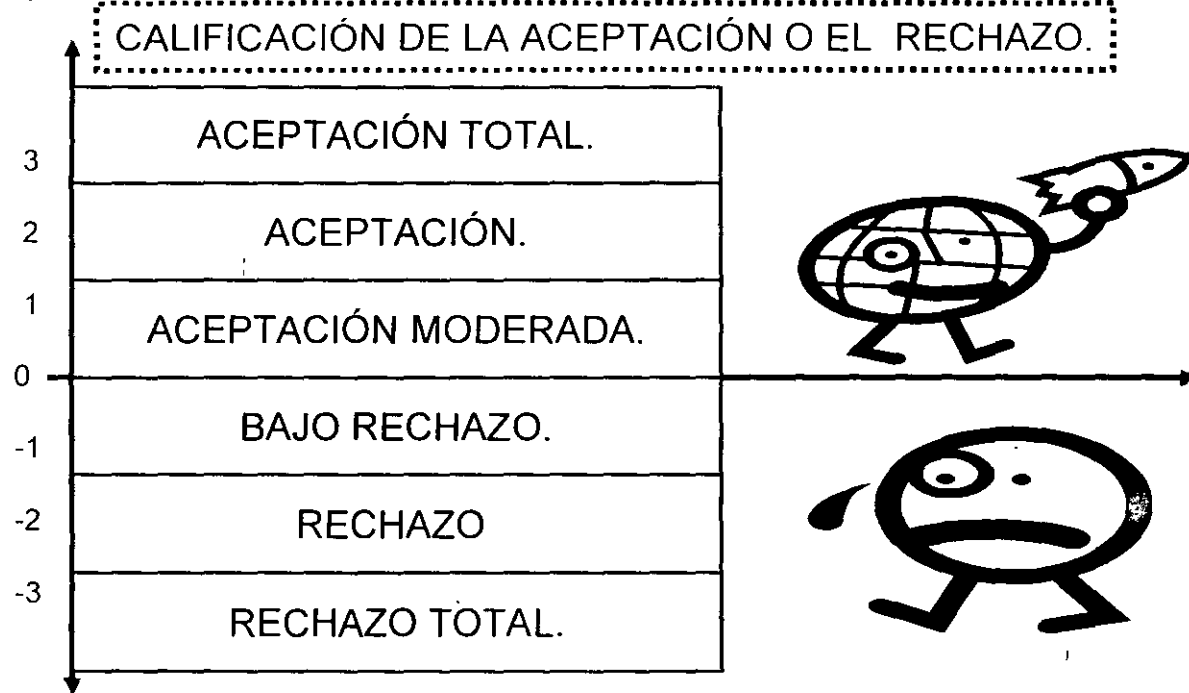 CALIFICACIÓN DE LA ACEPTACIÓN O EL RECHAZO.
3 ACEPTACIÓN TOTAL.
2 ACEPTACIÓN.
1 ACEPTACIÓN MODERADA.
0
-1 BAJO RECHAZO.
-2 RECHAZO
-3 RECHAZO TOTAL.